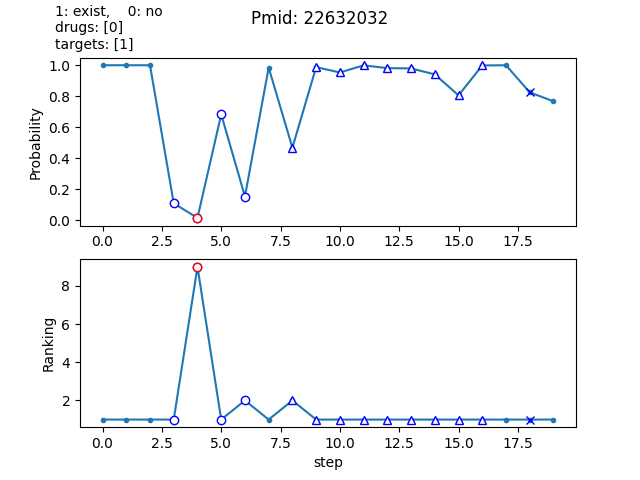 1: exist,    0: no
drugs: [0]
targets: [1]
Pmid: 22632032
1.0
0.8
0.6
0.4
0.2
0.0
Probability
0.0 2.5 5.0 7.5 10.0 12.5 15.0 17.5
8
6
4
2
Ranking
0.0 2.5 5.0 7.5 10.0 12.5 15.0 17.5
step